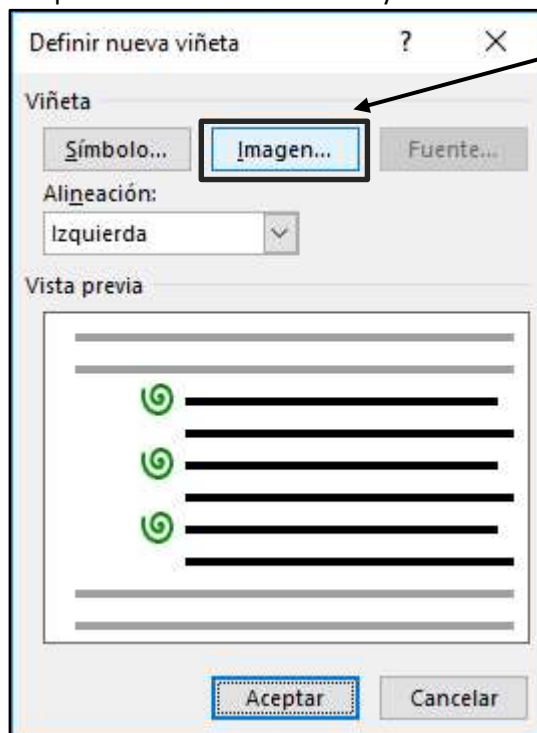 Definir nueva viñeta ? ×
Viñeta
Símbolo... Imagen... Fuente...
Alineación:
Izquierda
Vista previa
Aceptar Cancelar